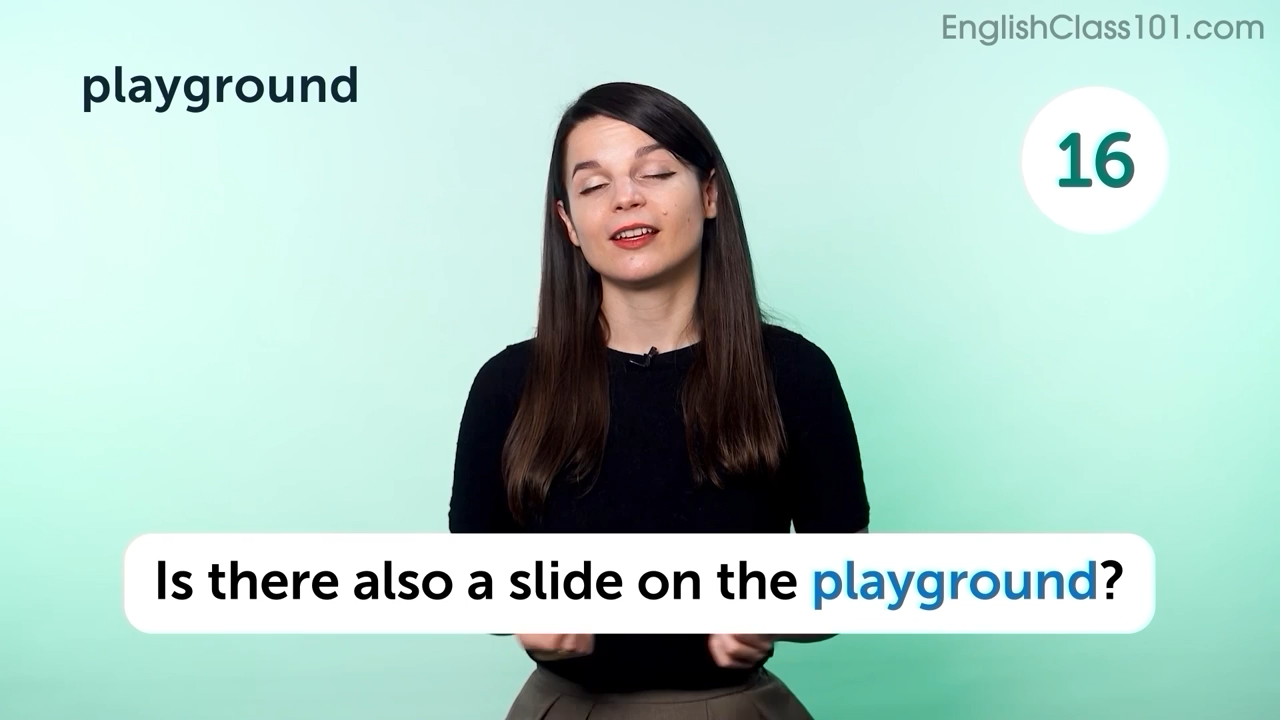 EnglishClass101.com
playground
16
Is there also a slide on the playground?